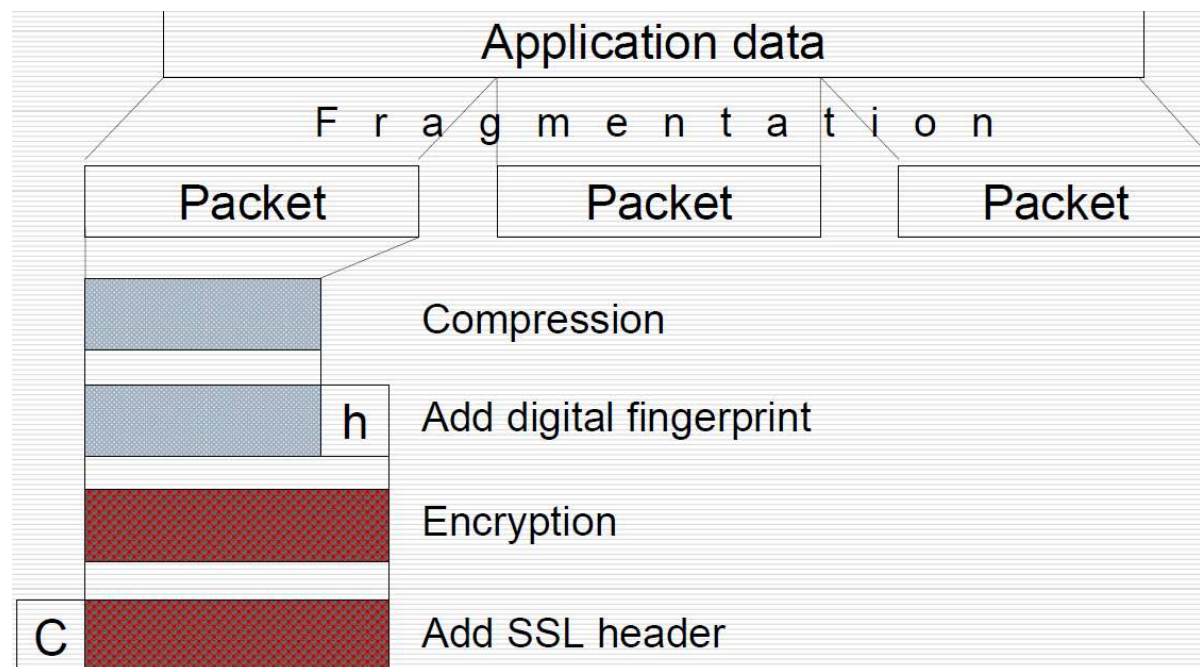 Application data
F r a g m e n t a t i o n
Packet Packet Packet
Compression
h Add digital fingerprint
Encryption
C Add SSL header